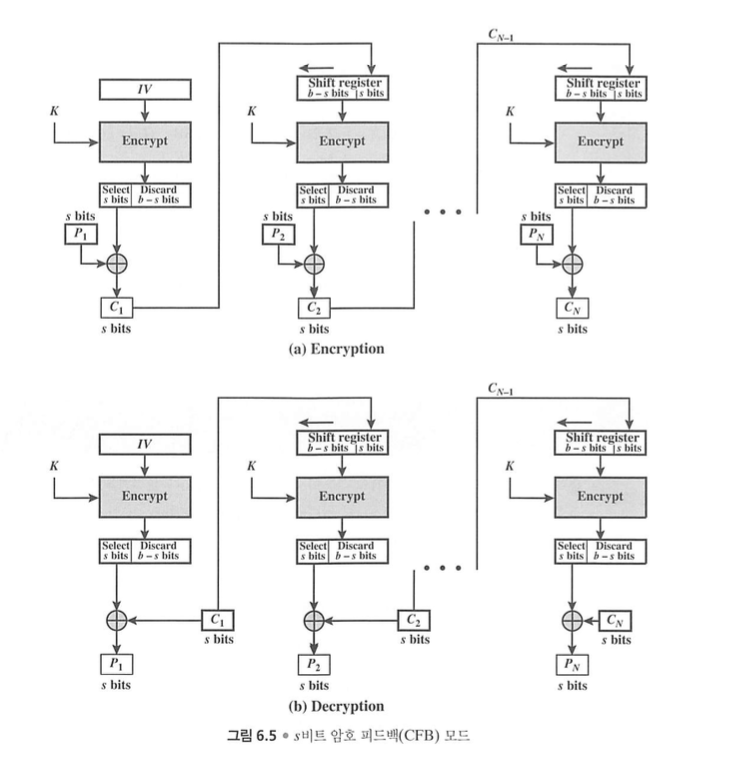 C_{N-1}
IV
Shift register
b – s bits | s bits
Shift register
b – s bits | s bits
K
K
K
Encrypt
Encrypt
Encrypt
Select Discard
s bits b – s bits
Select Discard
s bits b – s bits
Select Discard
s bits b – s bits
s bits
P_1
s bits
P_2
s bits
P_N
• • •
C_1
s bits
C_2
s bits
C_N
s bits
(a) Encryption
C_{N-1}
IV
Shift register
b – s bits | s bits
Shift register
b – s bits | s bits
K
K
K
Encrypt
Encrypt
Encrypt
Select Discard
s bits b – s bits
Select Discard
s bits b – s bits
Select Discard
s bits b – s bits
• • •
C_1
s bits
C_2
s bits
C_N
s bits
P_1
s bits
P_2
s bits
P_N
s bits
(b) Decryption
그림 6.5 • s비트 암호 피드백(CFB) 모드